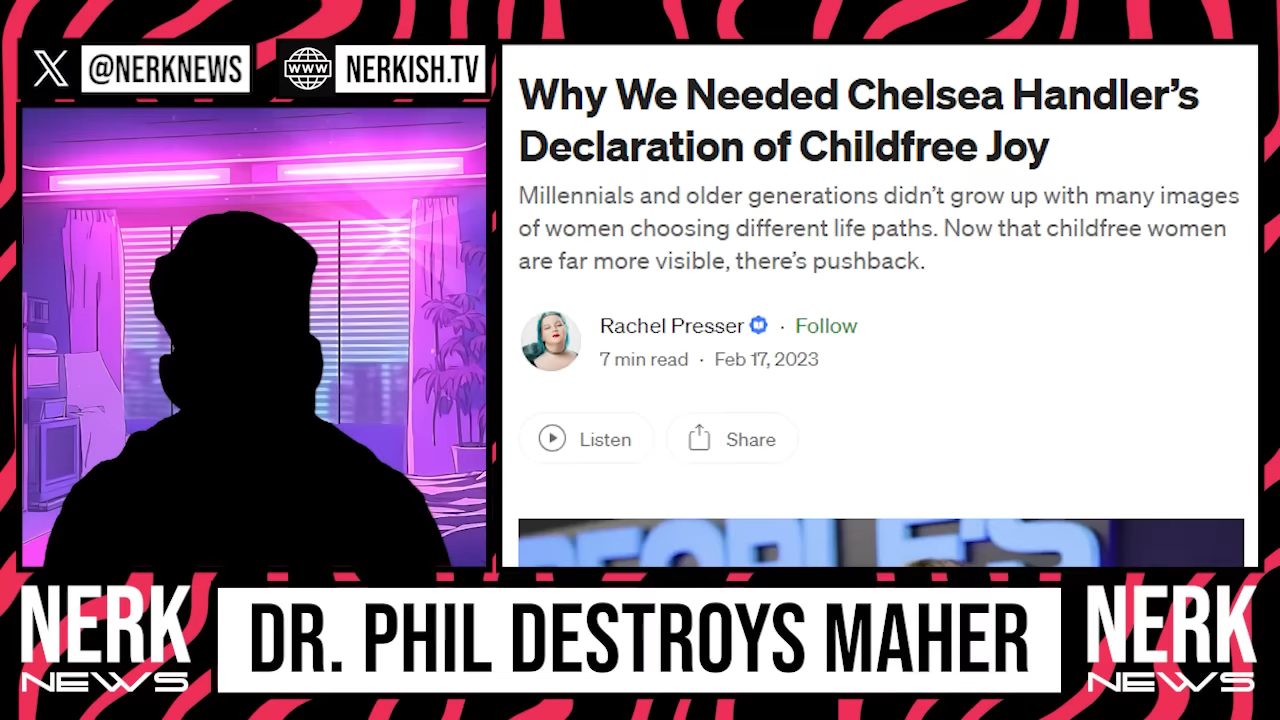 X @NERKNEWS
WWW NERKISH.TV
Why We Needed Chelsea Handler's
Declaration of Childfree Joy
Millennials and older generations didn't grow up with many images
of women choosing different life paths. Now that childfree women
are far more visible, there's pushback.
Rachel Presser · Follow
7 min read · Feb 17, 2023
Listen Share
PEOPLE'S
NERK
NEWS
DR. PHIL DESTROYS MAHER
NERK
NEWS